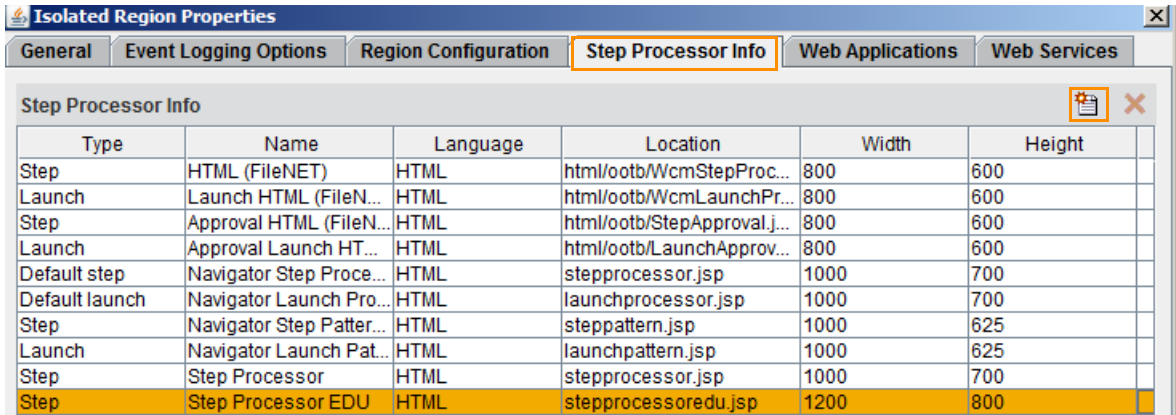 Isolated Region Properties
General Event Logging Options Region Configuration Step Processor Info Web Applications Web Services
Step Processor Info
Type Name Language Location Width Height
Step HTML (FileNET) HTML html/ootb/WcmStepProc... 800 600
Launch Launch HTML (FileN... HTML html/ootb/WcmLaunchPr... 800 600
Step Approval HTML (FileN... HTML html/ootb/StepApproval.j... 800 600
Launch Approval Launch HT... HTML html/ootb/LaunchApprov... 800 600
Default step Navigator Step Proce... HTML stepprocessor.jsp 1000 700
Default launch Navigator Launch Pro... HTML launchprocessor.jsp 1000 700
Step Navigator Step Patter... HTML steppattern.jsp 1000 625
Launch Navigator Launch Pat... HTML launchpattern.jsp 1000 625
Step Step Processor HTML stepprocessor.jsp 1000 700
Step Step Processor EDU HTML stepprocessoredu.jsp 1200 800